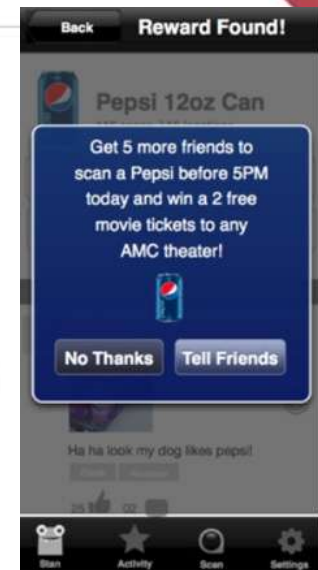 Back Reward Found!
Pepsi 12oz Can
Get 5 more friends to
scan a Pepsi before 5PM
today and win a 2 free
movie tickets to any
AMC theater!
No Thanks Tell Friends
Ha ha look my dog likes pepsi!
Stan Activity Scan Settings